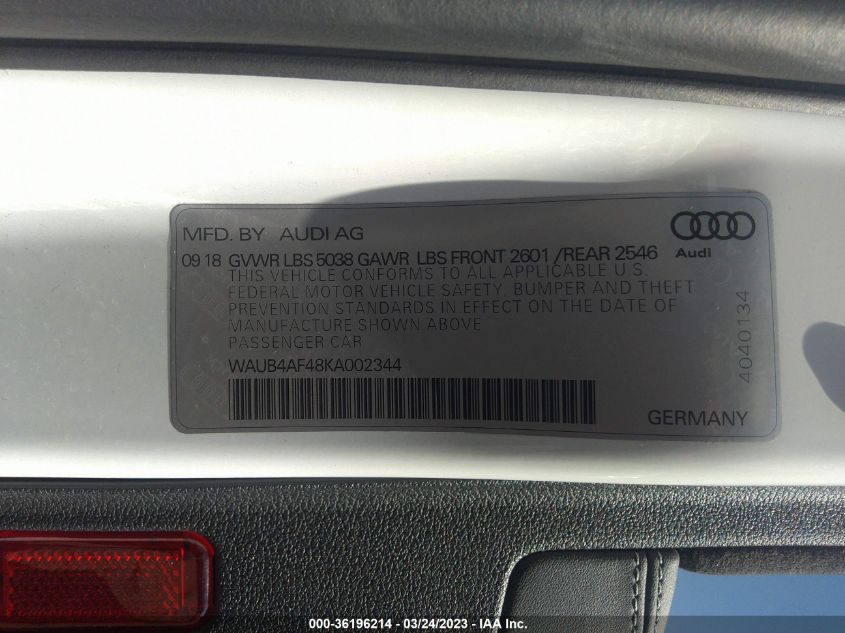 MFD. BY AUDI AG
09 18 GVWR LBS 5038 GAWR LBS FRONT 2601 / REAR 2546
THIS VEHICLE CONFORMS TO ALL APPLICABLE U S.
FEDERAL MOTOR VEHICLE SAFETY, BUMPER AND THEFT
PREVENTION STANDARDS IN EFFECT ON THE DATE OF
MANUFACTURE SHOWN ABOVE
PASSENGER CAR
WAUB4AF48KA002344
GERMANY
Audi
4040134
000-36196214 - 03/24/2023 - IAA Inc.